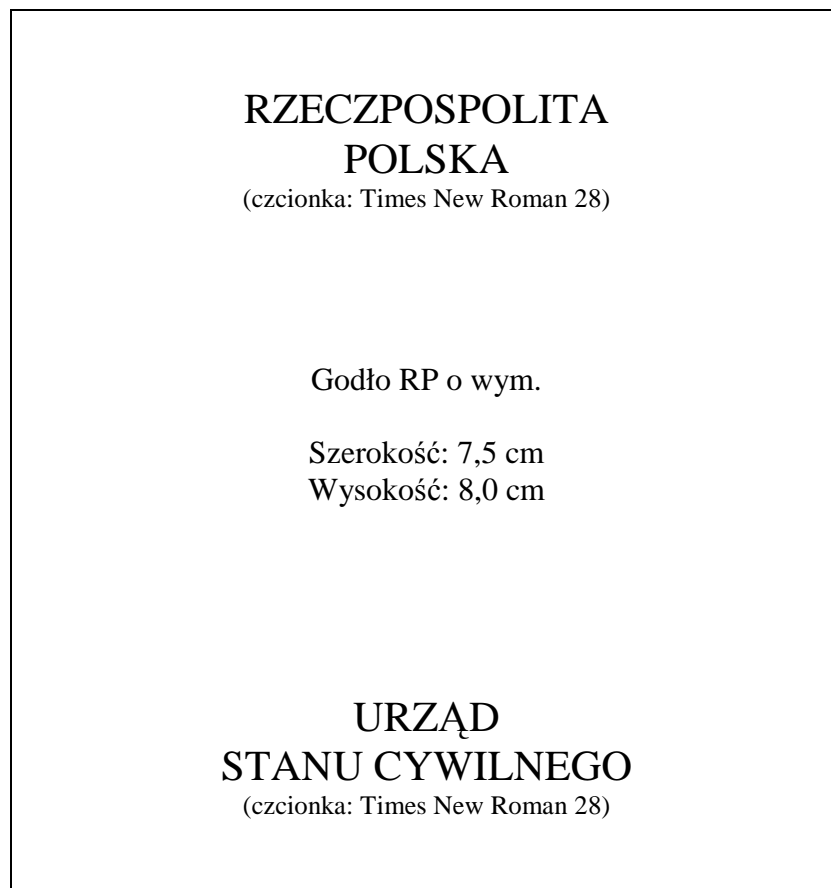 RZECZPOSPOLITA
POLSKA
(czcionka: Times New Roman 28)
Godło RP o wym.
Szerokość: 7,5 cm
Wysokość: 8,0 cm
URZĄD
STANU CYWILNEGO
(czcionka: Times New Roman 28)